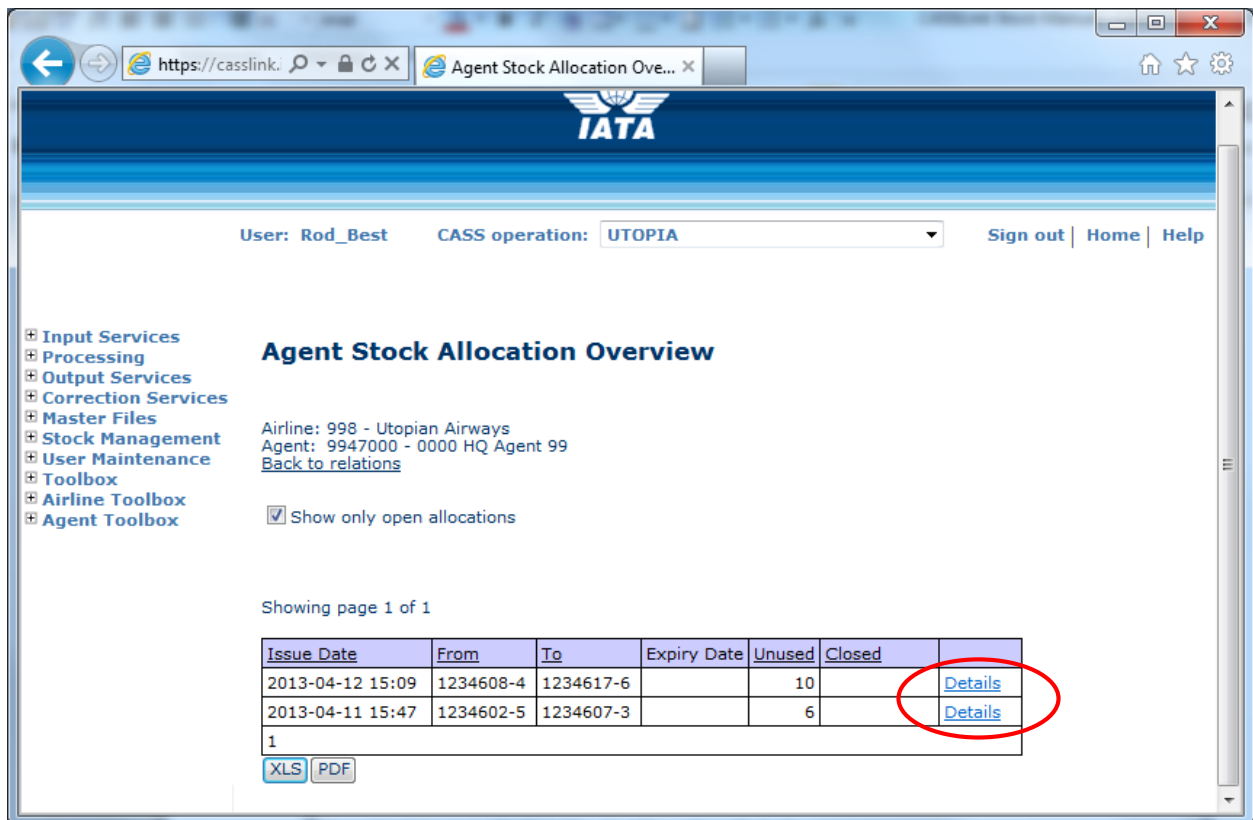 https://casslink.
Agent Stock Allocation Ove...
IATA
User: Rod_Best CASS operation: UTOPIA Sign out | Home | Help
Input Services
Processing
Output Services
Correction Services
Master Files
Stock Management
User Maintenance
Toolbox
Airline Toolbox
Agent Toolbox
Agent Stock Allocation Overview
Airline: 998 - Utopian Airways
Agent: 9947000 - 0000 HQ Agent 99
Back to relations
Show only open allocations
Showing page 1 of 1
Issue Date From To Expiry Date Unused Closed
2013-04-12 15:09 1234608-4 1234617-6 10 Details
2013-04-11 15:47 1234602-5 1234607-3 6 Details
1
XLS PDF